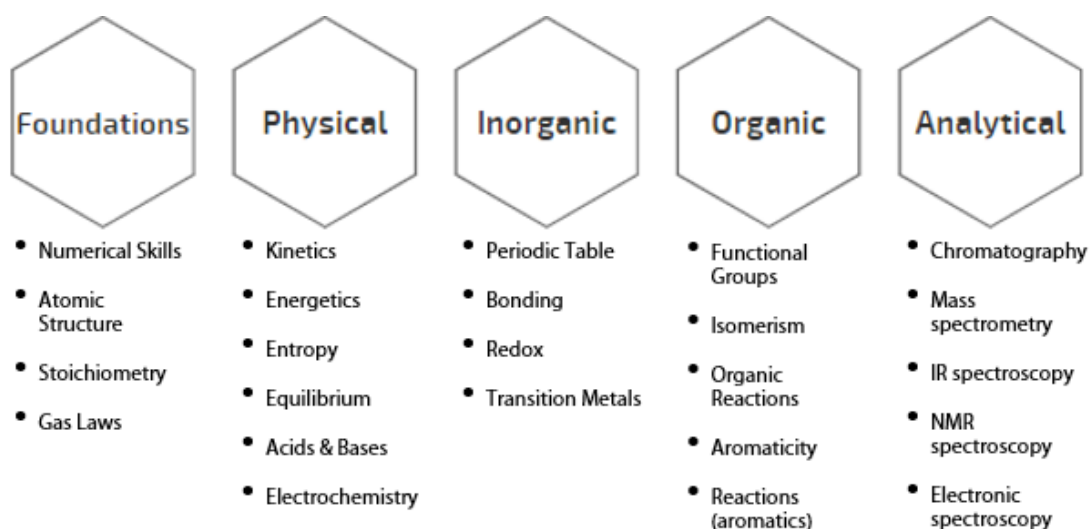 Foundations
Numerical Skills
Atomic
Structure
Stoichiometry
Gas Laws
Physical
Kinetics
Energetics
Entropy
Equilibrium
Acids & Bases
Electrochemistry
Inorganic
Periodic Table
Bonding
Redox
Transition Metals
Organic
Functional
Groups
Isomerism
Organic
Reactions
Aromaticity
Reactions
(aromatics)
Analytical
Chromatography
Mass
spectrometry
IR spectroscopy
NMR
spectroscopy
Electronic
spectroscopy